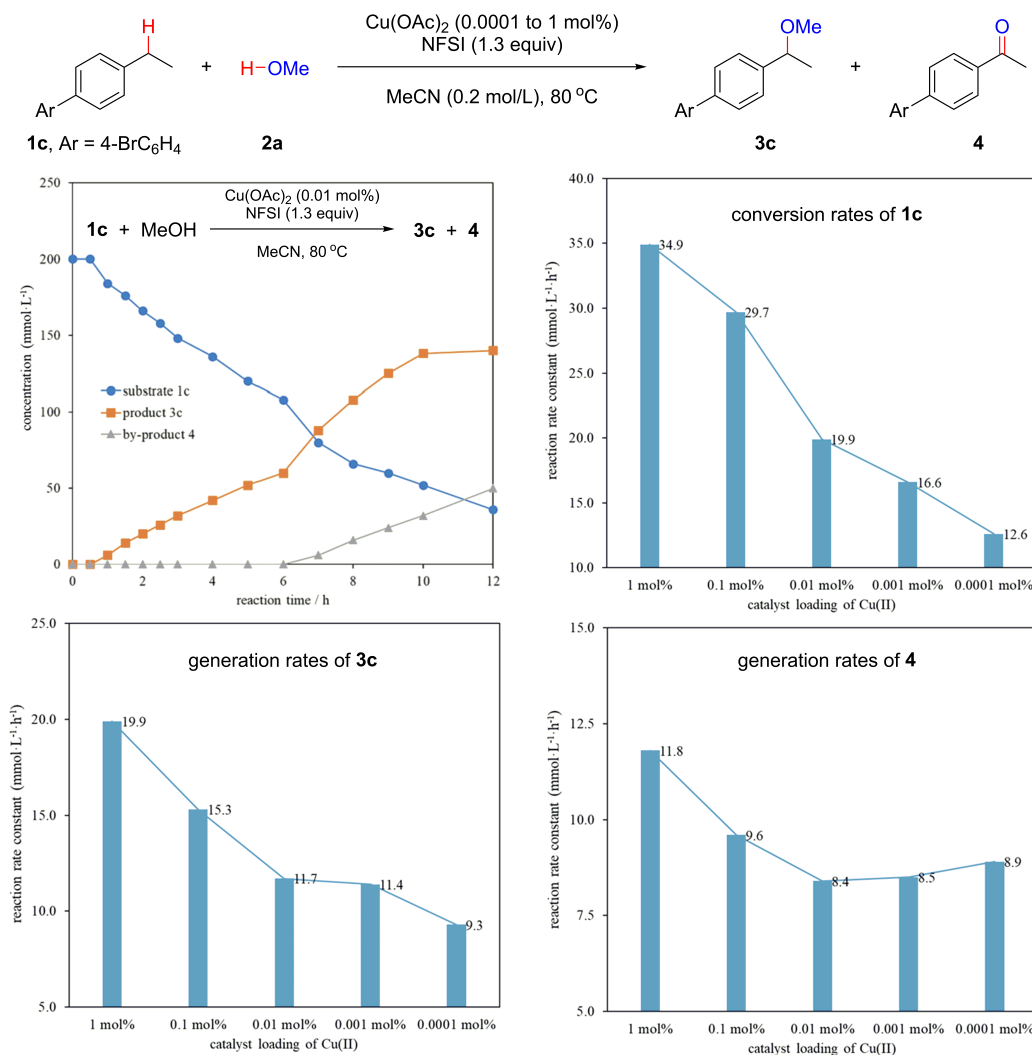 Cu(OAc)2 (0.0001 to 1 mol%)
NFSI (1.3 equiv)
MeCN (0.2 mol/L), 80 oC
H
Ar
+
H-OMe
OMe
Ar
+
O
Ar
1c, Ar = 4-BrC6H4
2a
3c
4
250
200
150
100
50
0
concentration (mmol·L-1)
Cu(OAc)2 (0.01 mol%)
NFSI (1.3 equiv)
1c + MeOH
3c + 4
MeCN, 80 oC
substrate 1c
product 3c
by-product 4
0 2 4 6 8 10 12
reaction time / h
conversion rates of 1c
40.0
35.0
30.0
25.0
20.0
15.0
10.0
reaction rate constant (mmol·L-1·h-1)
34.9
29.7
19.9
16.6
12.6
1 mol% 0.1 mol% 0.01 mol% 0.001 mol% 0.0001 mol%
catalyst loading of Cu(II)
generation rates of 3c
25.0
20.0
15.0
10.0
5.0
reaction rate constant (mmol·L-1·h-1)
19.9
15.3
11.7
11.4
9.3
1 mol% 0.1 mol% 0.01 mol% 0.001 mol% 0.0001 mol%
catalyst loading of Cu(II)
generation rates of 4
15.0
12.5
10.0
7.5
5.0
reaction rate constant (mmol·L-1·h-1)
11.8
9.6
8.4
8.5
8.9
1 mol% 0.1 mol% 0.01 mol% 0.001 mol% 0.0001 mol%
catalyst loading of Cu(II)